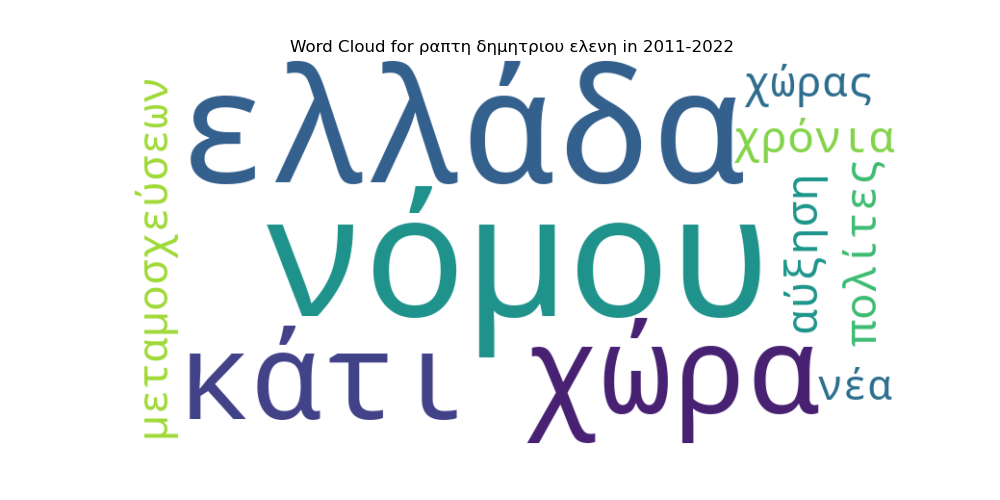 Word Cloud for ραπτη δημητριου ελενη in 2011-2022
ελλάδα
χώρας
χρόνια
νόμου
μεταμοσχεύσεων
αύξηση
πολίτες
κάτι
χώρα
νέα